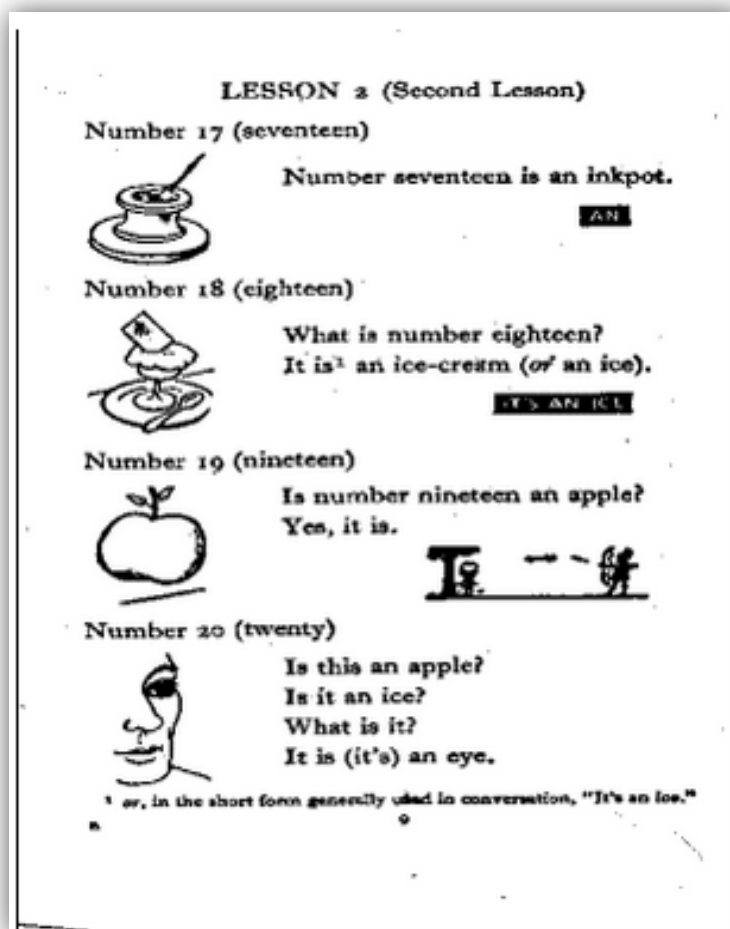 LESSON 2 (Second Lesson)
Number 17 (seventeen)
Number seventeen is an inkpot.
AN
Number 18 (eighteen)
What is number eighteen?
It is¹ an ice-cream (or an ice).
IT'S AN ICE
Number 19 (nineteen)
Is number nineteen an apple?
Yes, it is.
Number 20 (twenty)
Is this an apple?
Is it an ice?
What is it?
It is (it's) an eye.
¹ or, in the short form generally used in conversation, "It's an ice."
9